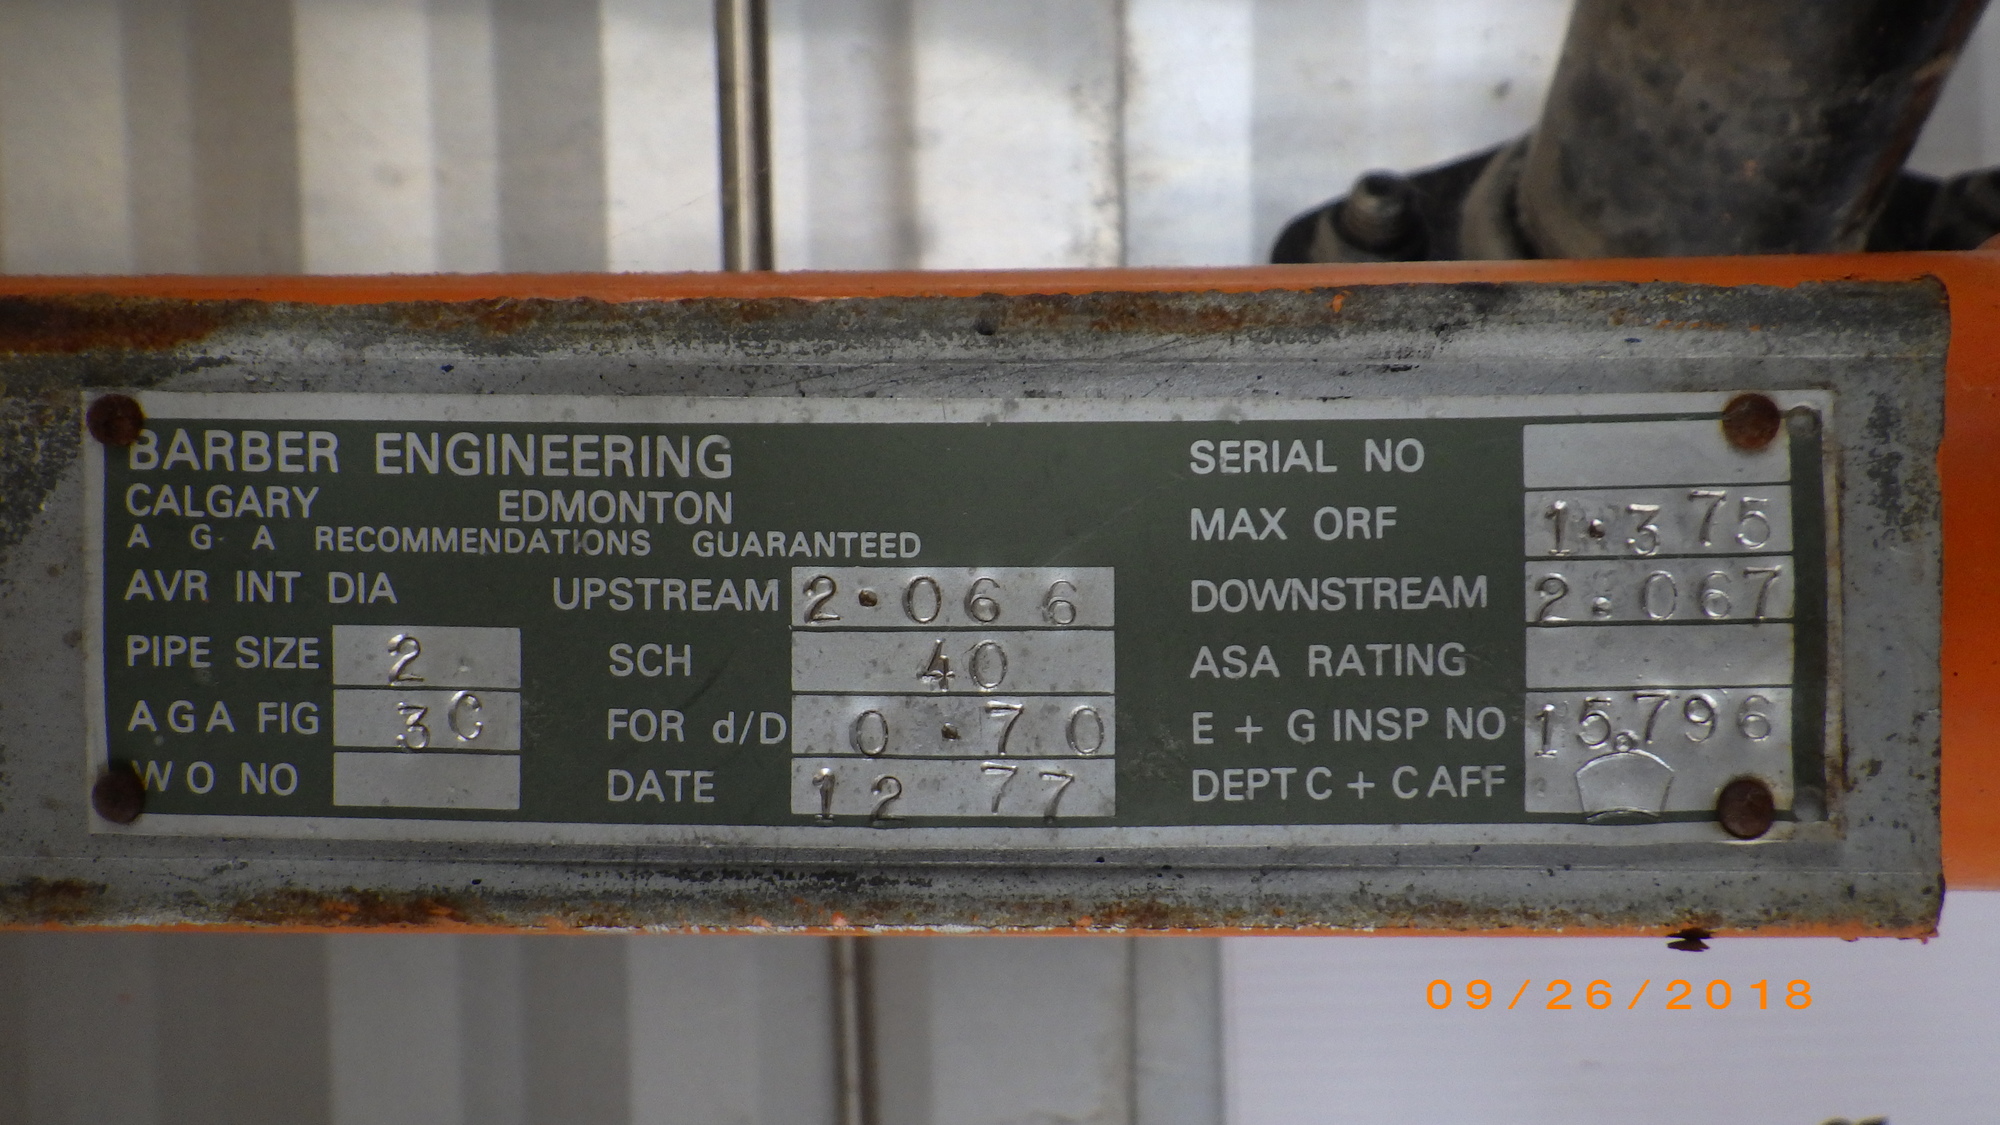 BARBER ENGINEERING
CALGARY EDMONTON
A G A RECOMMENDATIONS GUARANTEED
AVR INT DIA UPSTREAM 2.066
PIPE SIZE 2 SCH 40
AGA FIG 3C FOR d/D 0.70
W O NO DATE 12 77
SERIAL NO
MAX ORF 1.375
DOWNSTREAM 2.067
ASA RATING
E + G INSP NO 15796
DEPT C + C AFF
09/26/2018